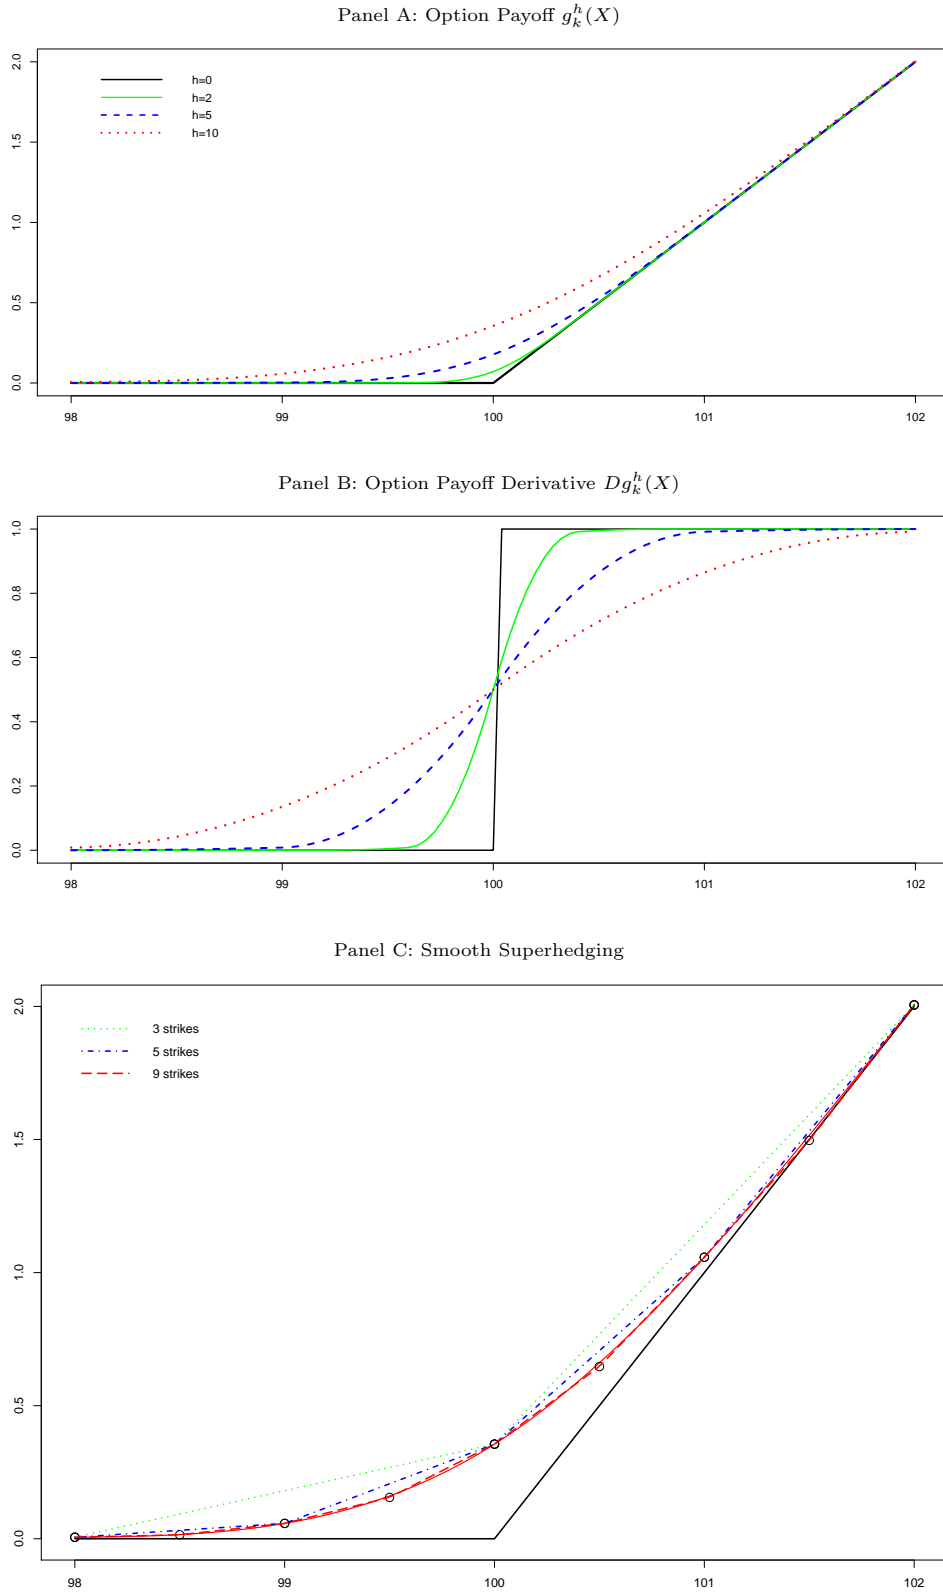 Panel A: Option Payoff $g_k^h(X)$
2.0
1.5
1.0
0.5
0.0
h=0
h=2
h=5
h=10
98 99 100 101 102
Panel B: Option Payoff Derivative $Dg_k^h(X)$
1.0
0.8
0.6
0.4
0.2
0.0
98 99 100 101 102
Panel C: Smooth Superhedging
2.0
1.5
1.0
0.5
0.0
3 strikes
5 strikes
9 strikes
98 99 100 101 102